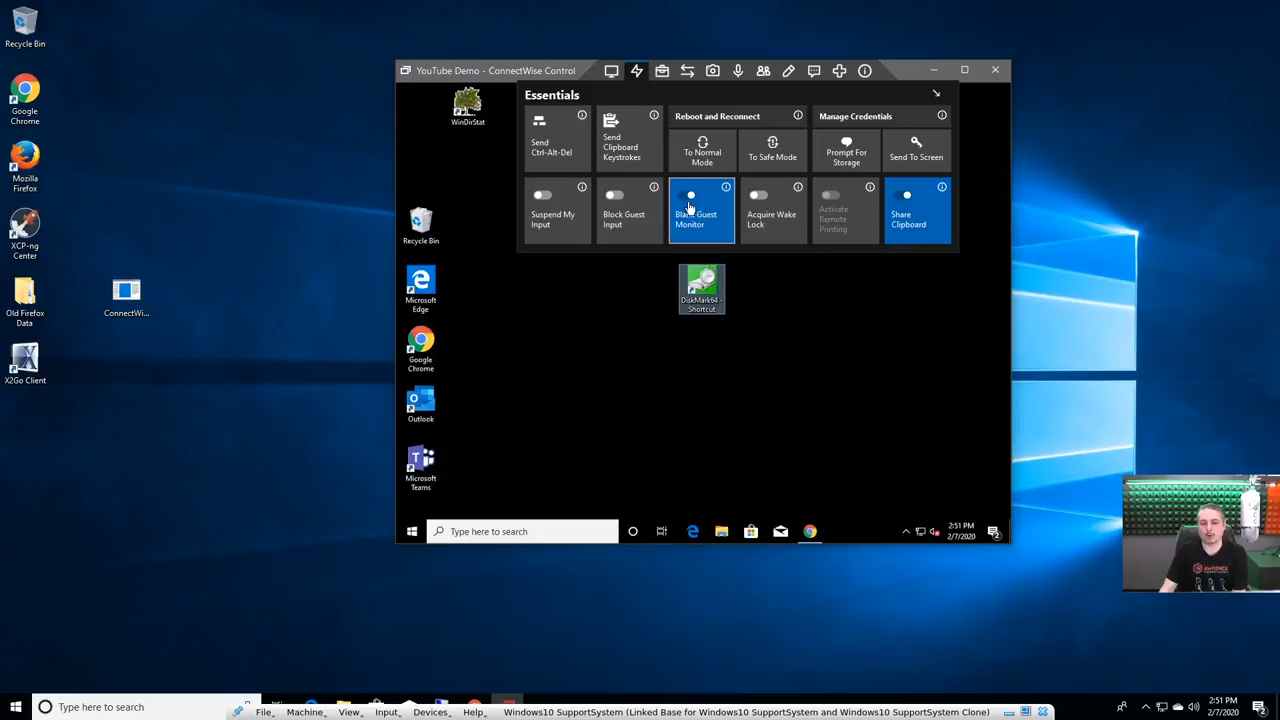 Recycle Bin
Google
Chrome
Mozilla
Firefox
XCP-ng
Center
Old Firefox
Data
X2Go Client
ConnectWi...
YouTube Demo - ConnectWise Control
WinDirStat
Essentials
Send
Ctrl-Alt-Del
Send
Clipboard
Keystrokes
Reboot and Reconnect
To Normal
Mode
To Safe Mode
Manage Credentials
Prompt For
Storage
Send To Screen
Suspend My
Input
Block Guest
Input
Blank Guest
Monitor
Acquire Wake
Lock
Activate
Remote
Printing
Share
Clipboard
Recycle Bin
Microsoft
Edge
Google
Chrome
Outlook
Microsoft
Teams
DiskMark64 -
Shortcut
Type here to search
2:51 PM
2/7/2020
2
Type here to search
File
Machine
View
Input
Devices
Help
Windows10 SupportSystem (Linked Base for Windows10 SupportSystem and Windows10 SupportSystem Clone)
2:51 PM
2/7/2020
2